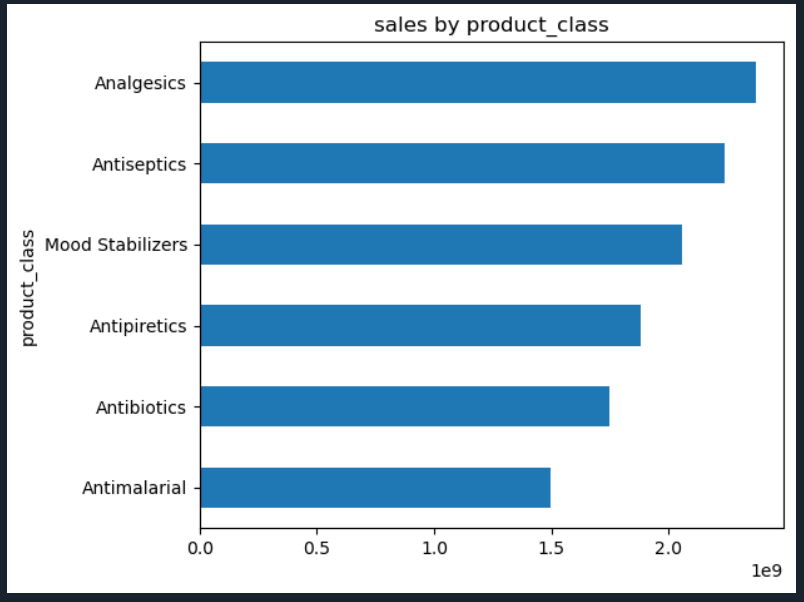 sales by product_class
Analgesics
Antiseptics
Mood Stabilizers
Antipiretics
Antibiotics
Antimalarial
product_class
0.0 0.5 1.0 1.5 2.0
1e9